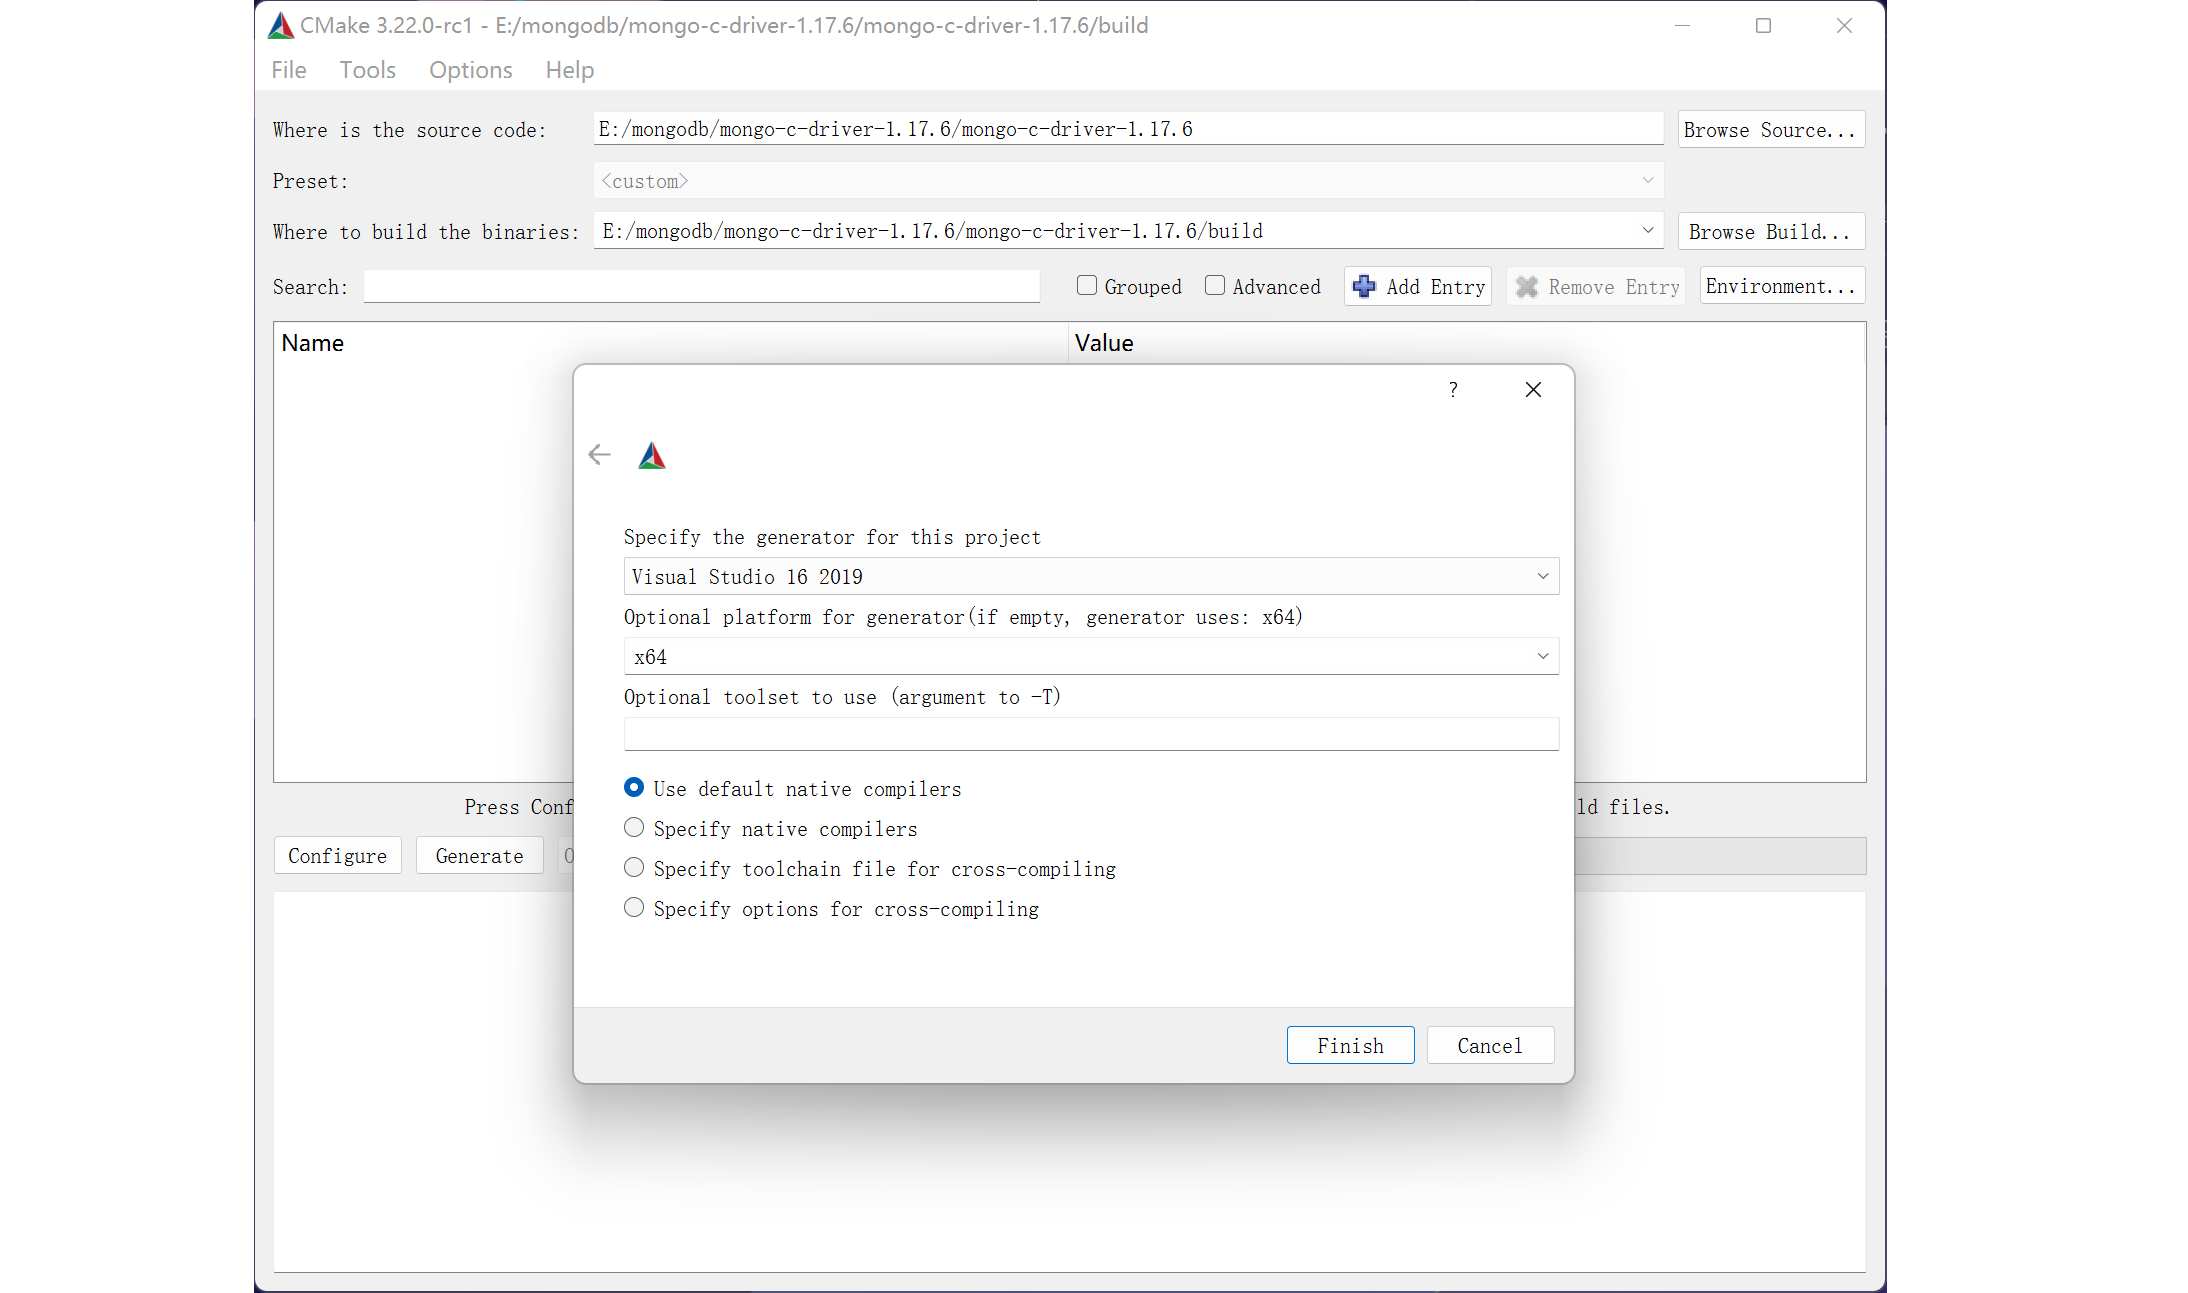 CMake 3.22.0-rc1 - E:/mongodb/mongo-c-driver-1.17.6/mongo-c-driver-1.17.6/build
File Tools Options Help
Where is the source code: E:/mongodb/mongo-c-driver-1.17.6/mongo-c-driver-1.17.6 Browse Source...
Preset: <custom>
Where to build the binaries: E:/mongodb/mongo-c-driver-1.17.6/mongo-c-driver-1.17.6/build Browse Build...
Search: Grouped Advanced Add Entry Remove Entry Environment...
Name Value
?
Specify the generator for this project
Visual Studio 16 2019
Optional platform for generator(if empty, generator uses: x64)
x64
Optional toolset to use (argument to -T)
Use default native compilers
Specify native compilers
Specify toolchain file for cross-compiling
Specify options for cross-compiling
Finish Cancel
Press Conf ld files.
Configure Generate